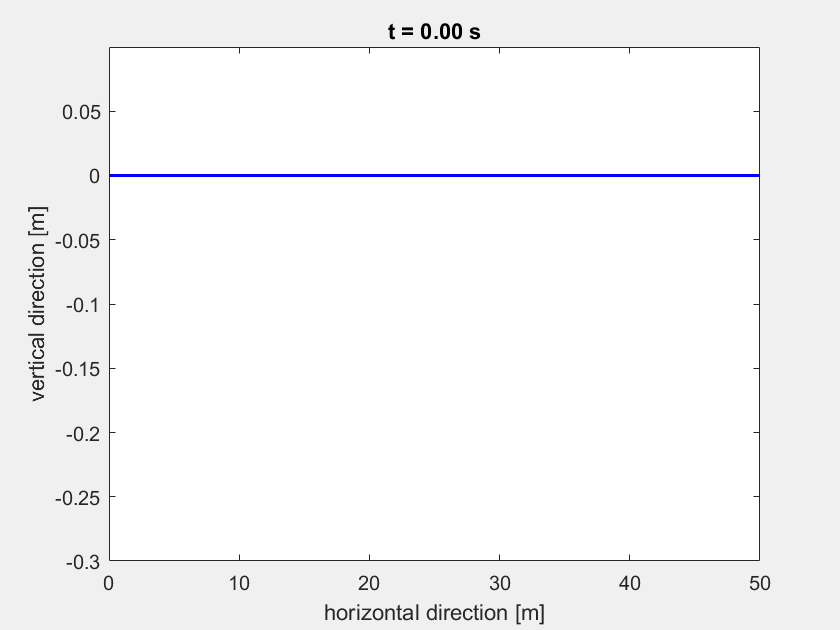 t = 0.00 s
0.05
0
-0.05
-0.1
-0.15
-0.2
-0.25
-0.3
vertical direction [m]
0 10 20 30 40 50
horizontal direction [m]